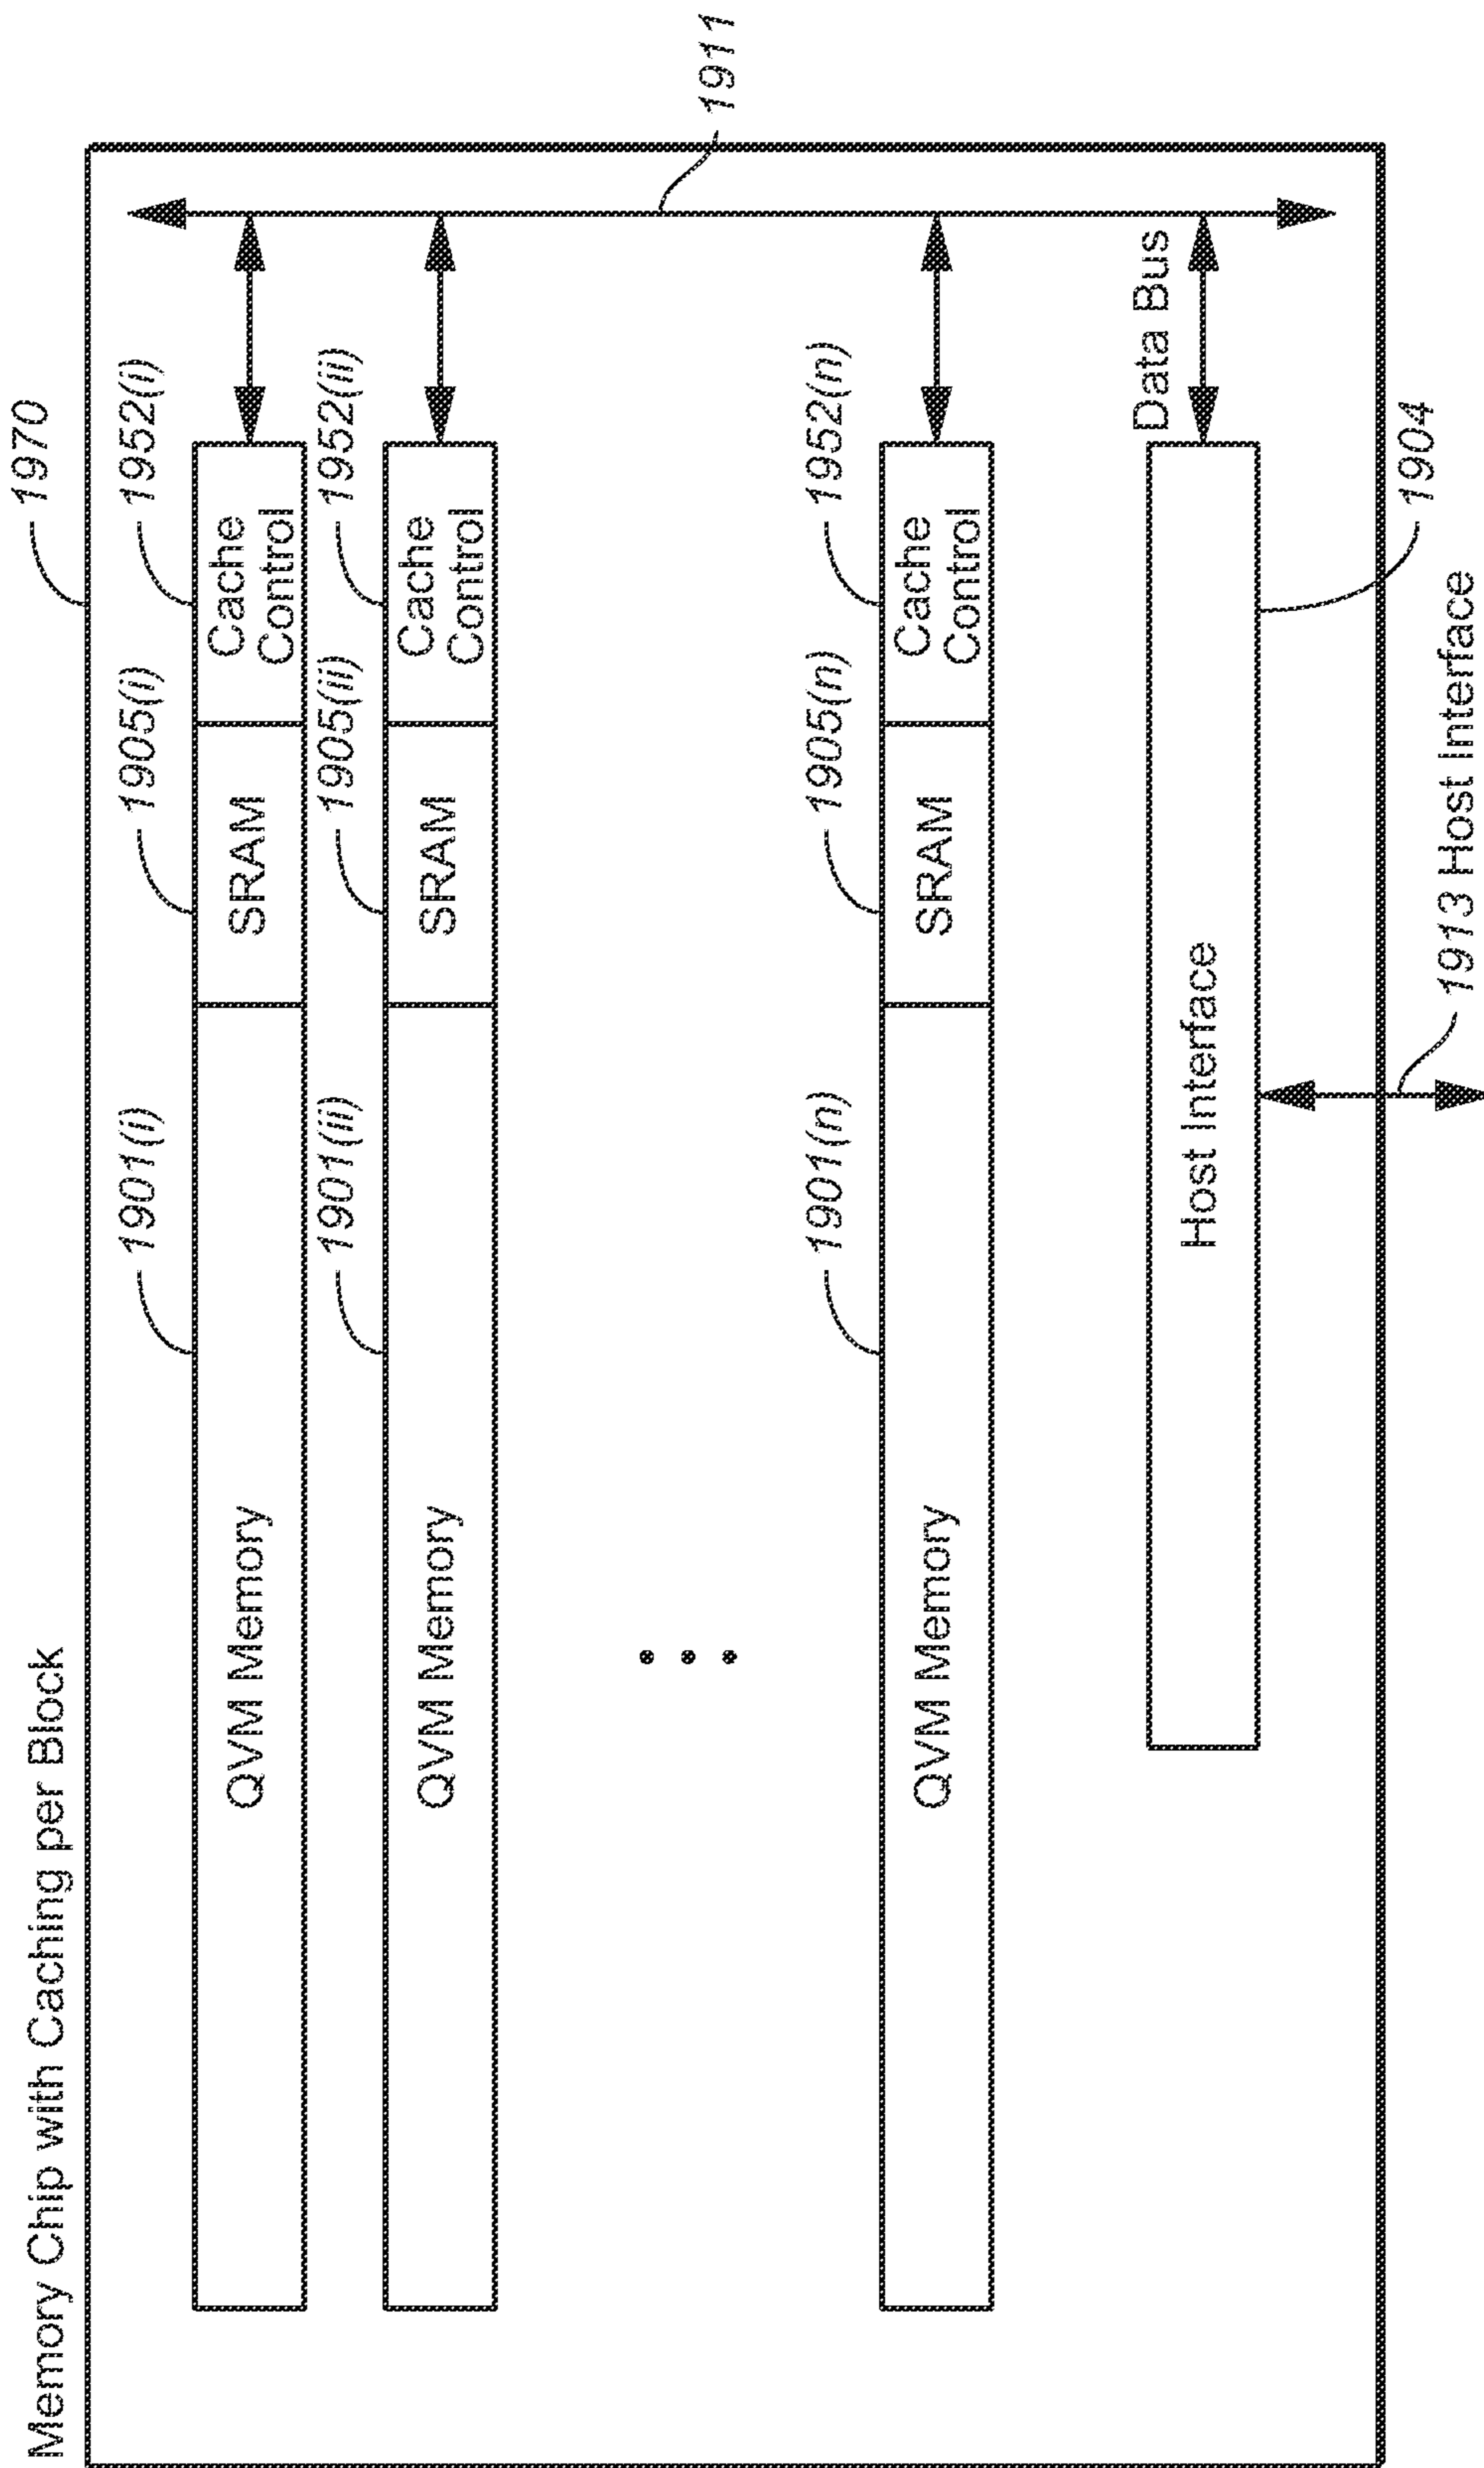 Memory Chip with Caching per Block
1970
1901(i)
1905(i)
1952(i)
QVM Memory
SRAM
Cache
Control
1901(ii)
1905(ii)
1952(ii)
QVM Memory
SRAM
Cache
Control
1911
1901(n)
1905(n)
1952(n)
QVM Memory
SRAM
Cache
Control
Data Bus
Host Interface
1904
1913 Host Interface